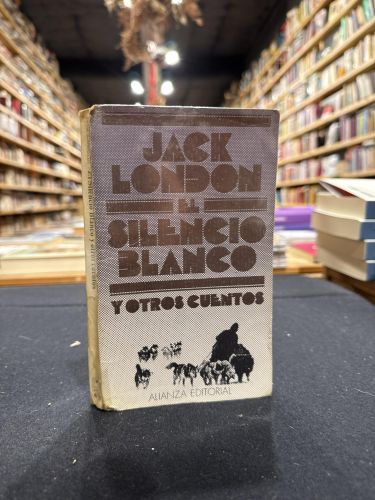 JACK
LONDON
EL
SILENCIO
BLANCO
Y OTROS CUENTOS
ALIANZA EDITORIAL